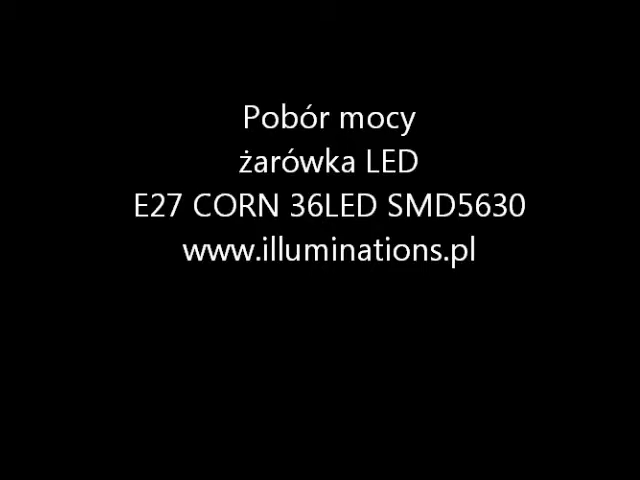 Pobór mocy
żarówka LED
E27 CORN 36LED SMD5630
www.illuminations.pl